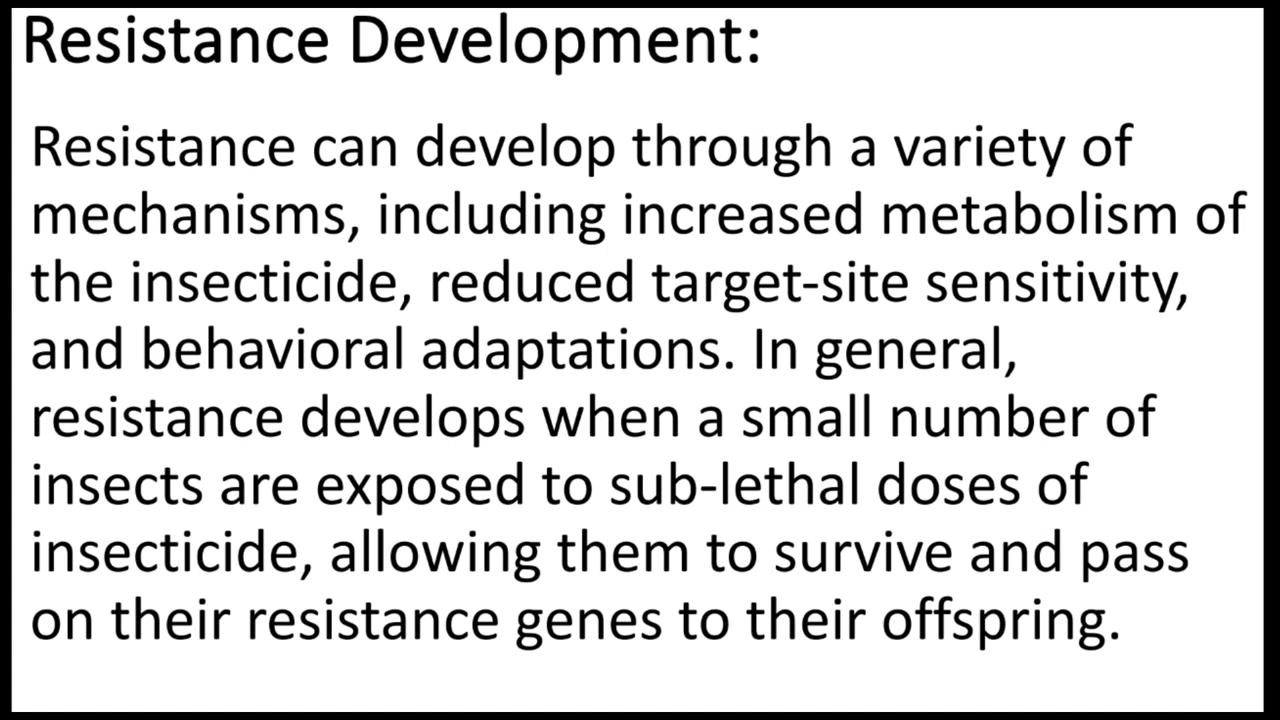 Resistance Development:
Resistance can develop through a variety of
mechanisms, including increased metabolism of
the insecticide, reduced target-site sensitivity,
and behavioral adaptations. In general,
resistance develops when a small number of
insects are exposed to sub-lethal doses of
insecticide, allowing them to survive and pass
on their resistance genes to their offspring.